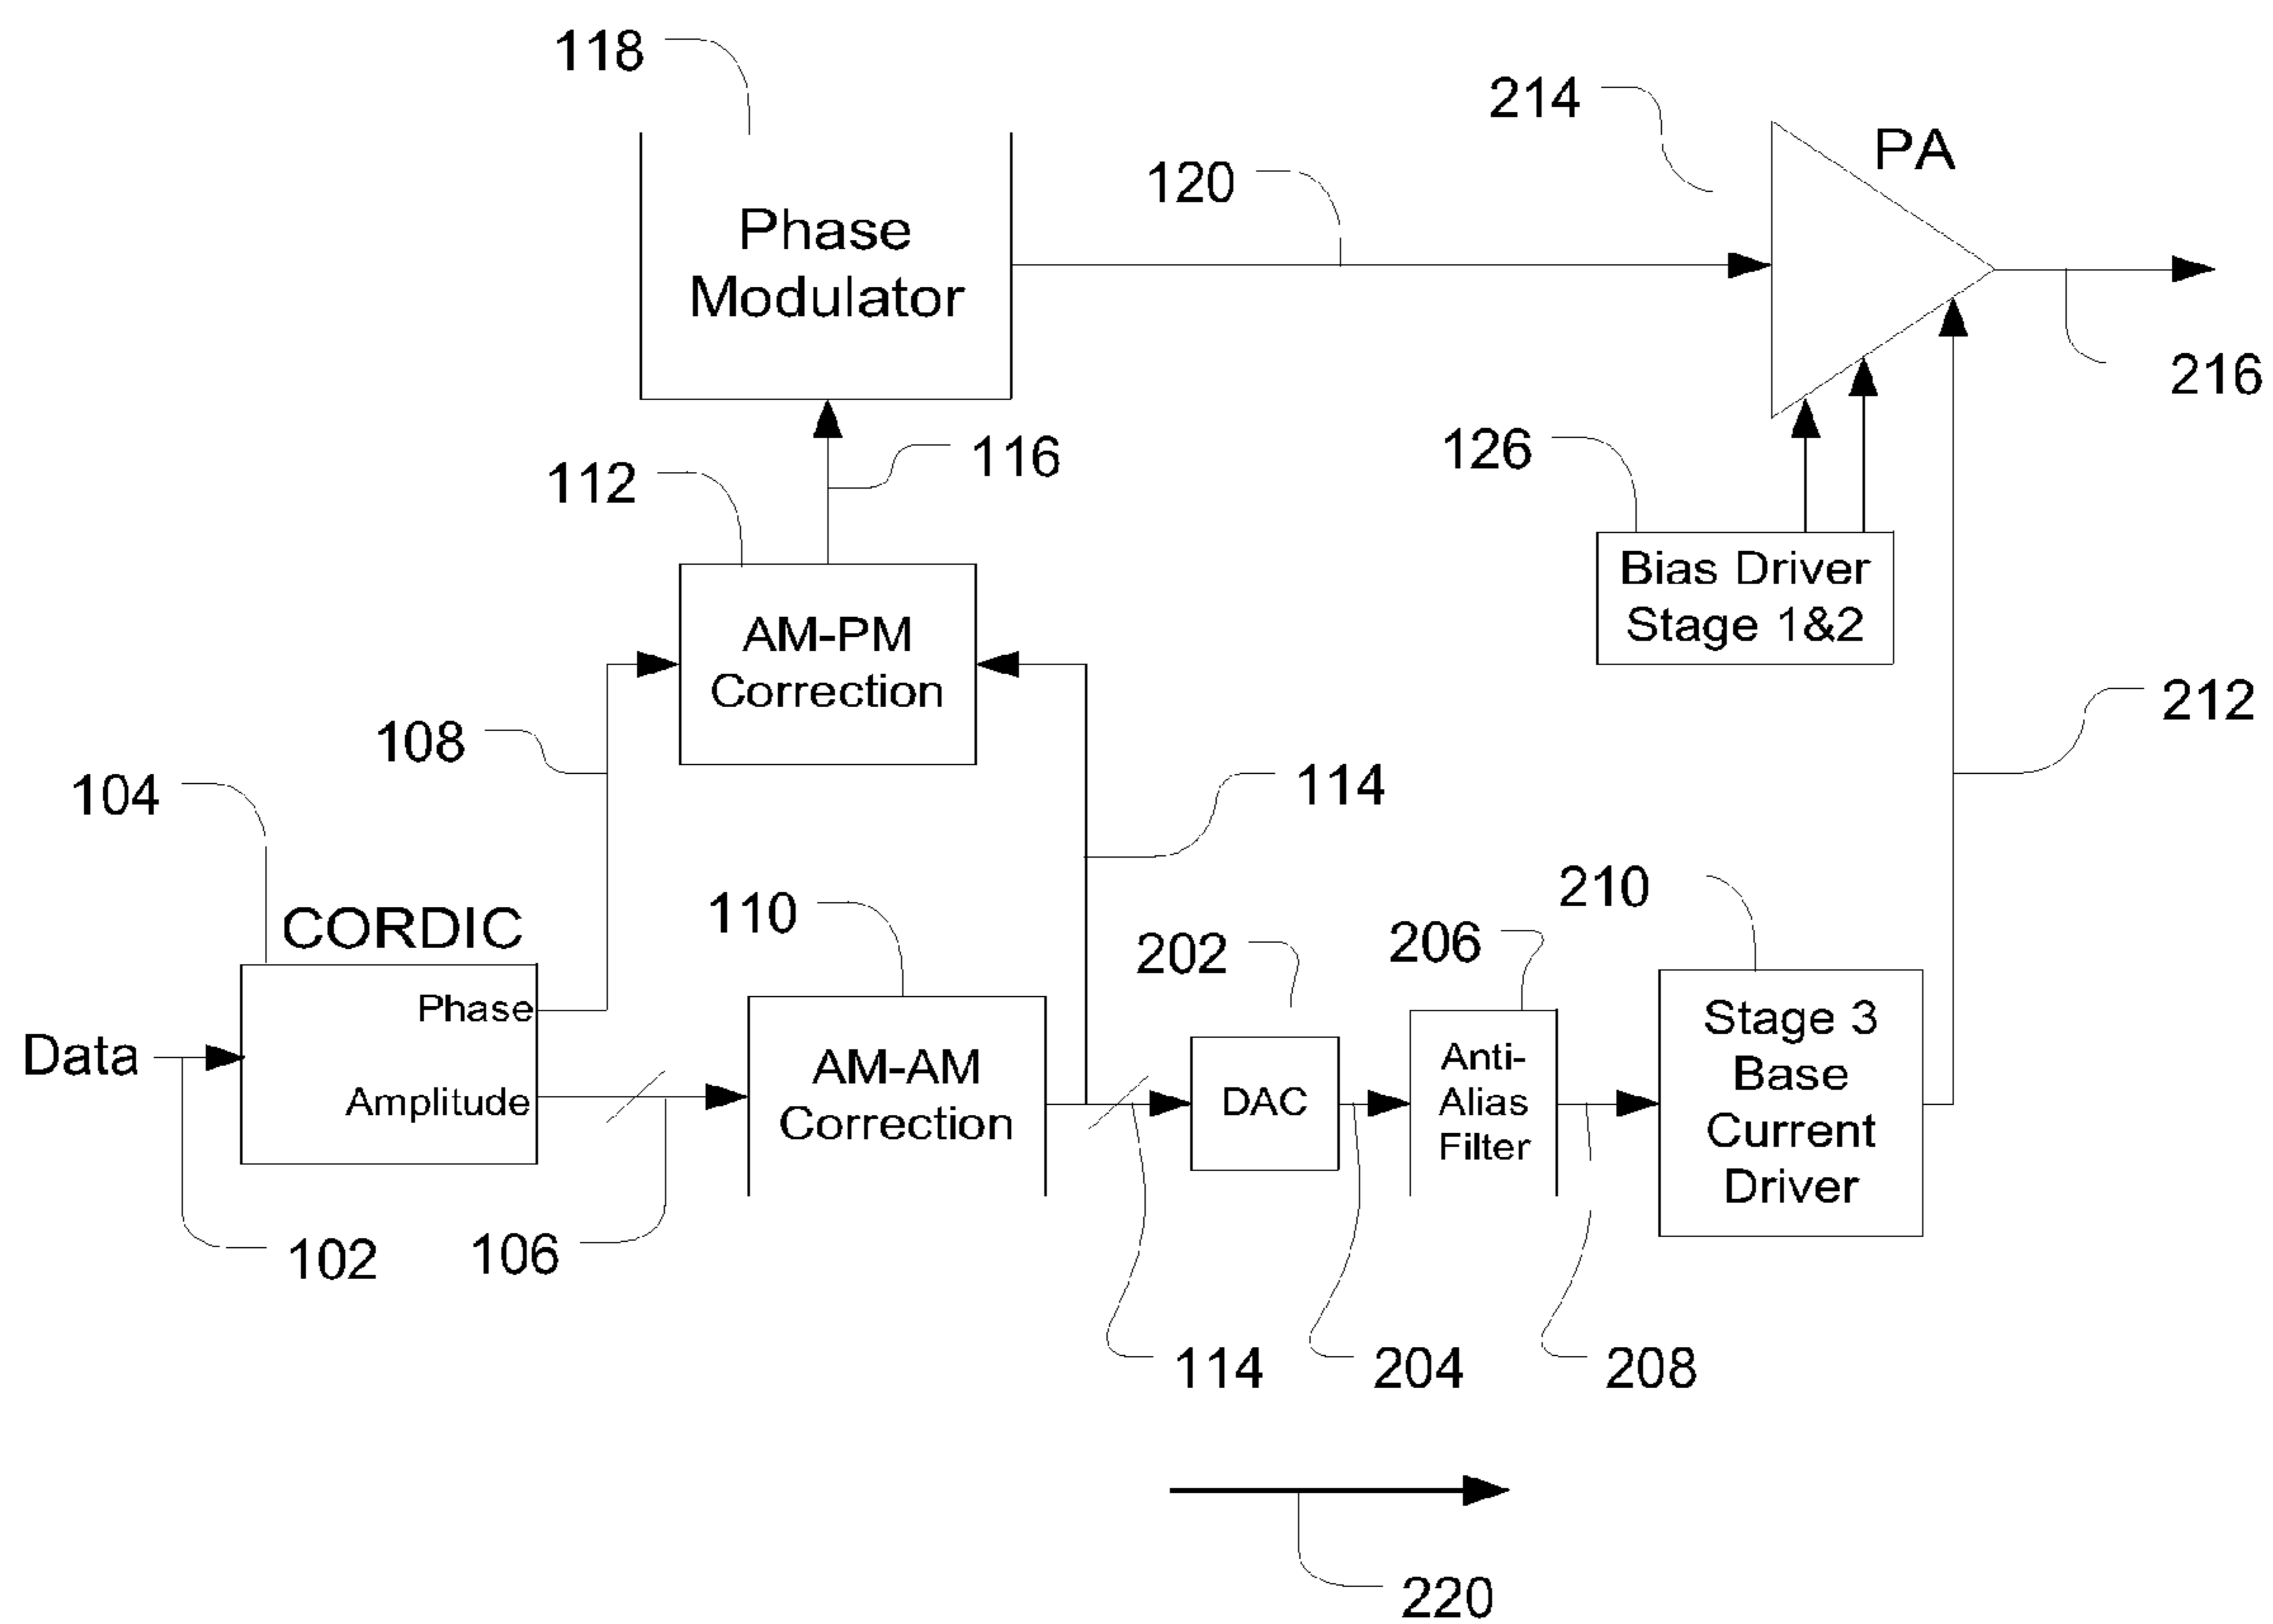 118
214
PA
120
Phase
Modulator
216
126
116
112
Bias Driver
Stage 1&2
AM-PM
Correction
212
108
114
104
210
110
CORDIC
206
202
Phase
Stage 3
Base
Current
Driver
Data
AM-AM
Correction
Anti-
Alias
Filter
DAC
Amplitude
102
106
114
204
208
220